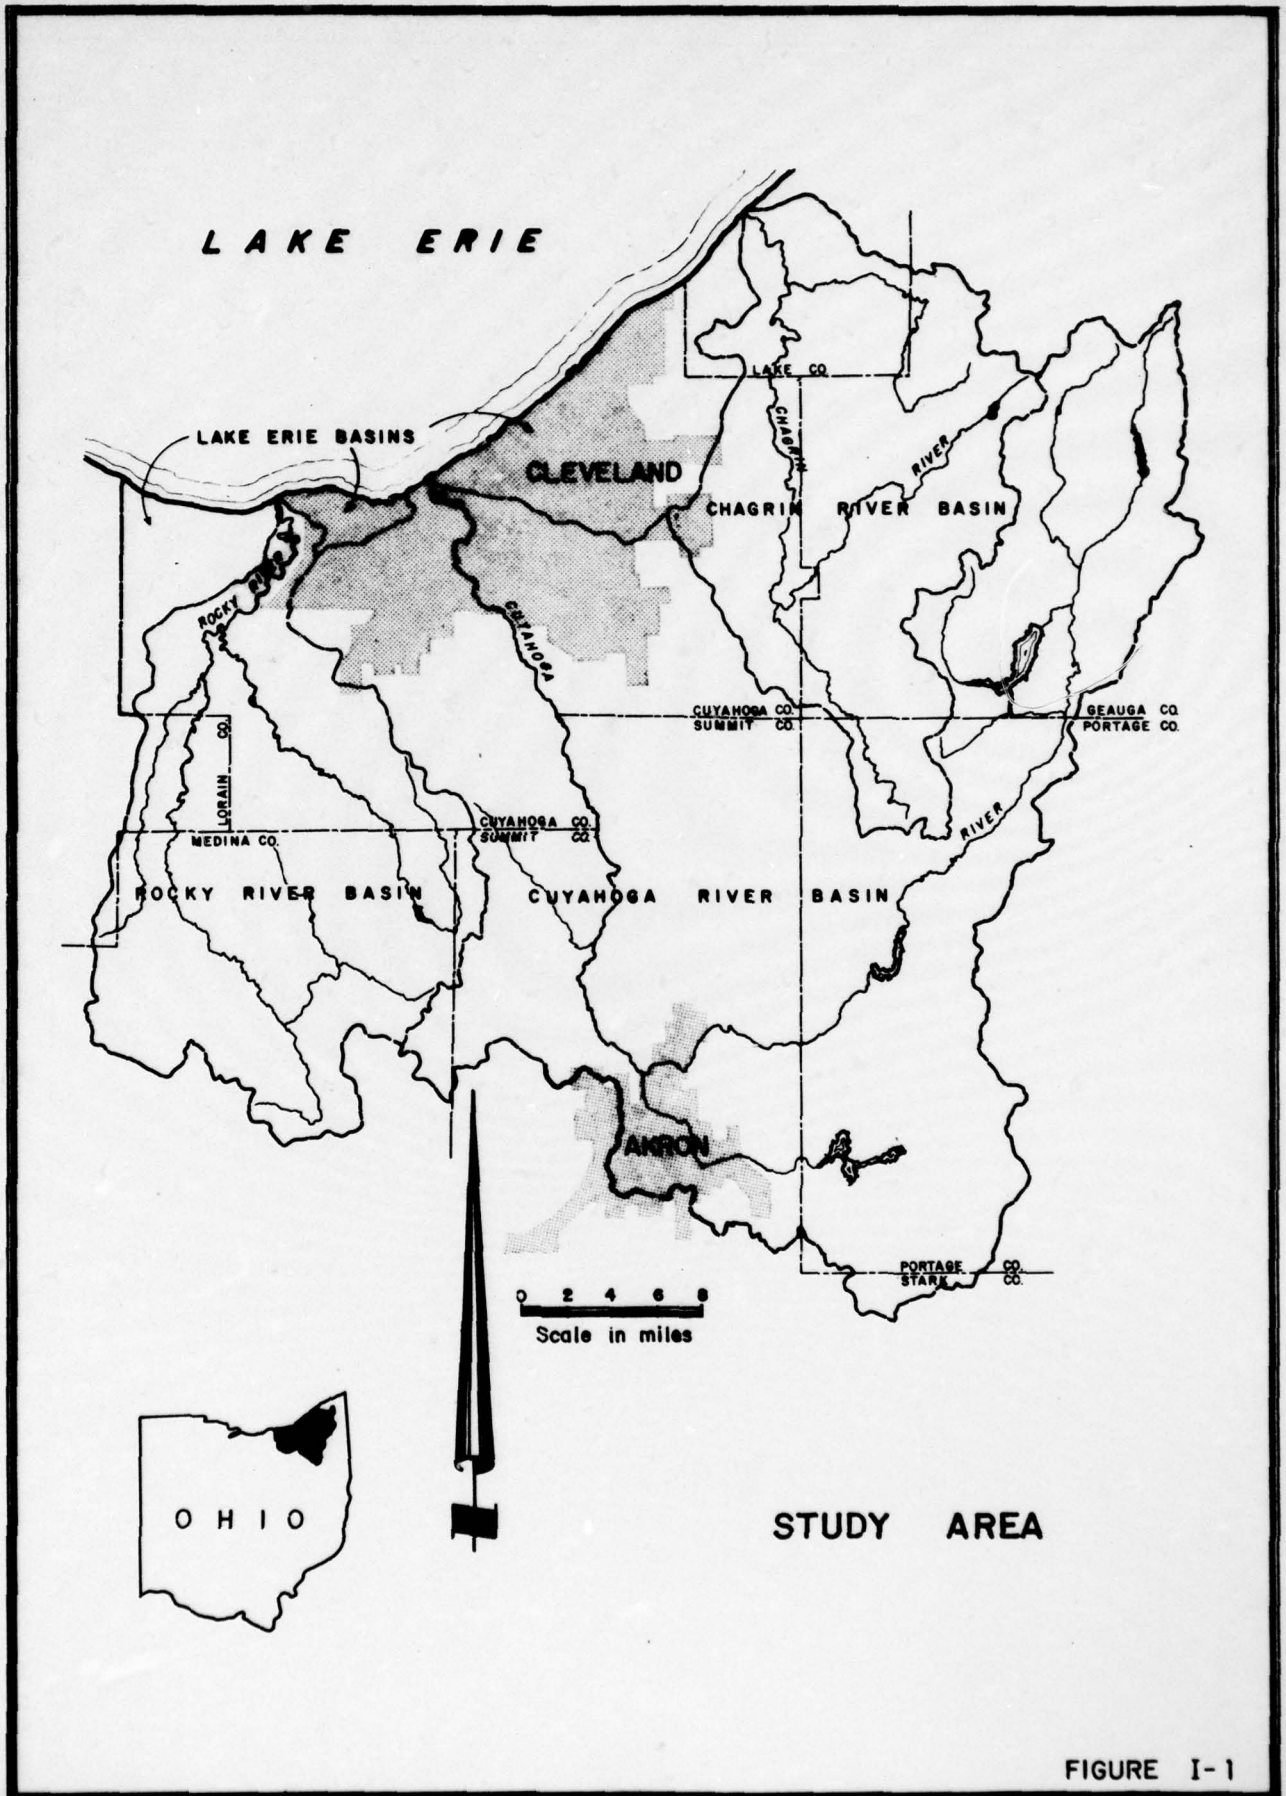 LAKE ERIE
LAKE CO.
LAKE ERIE BASINS
CHAGRIN
RIVER
CLEVELAND
CHAGRIN RIVER BASIN
ROCKY RIVER
CUYAHOGA
CUYAHOGA CO.
SUMMIT CO.
GEAUGA CO.
PORTAGE CO.
LORAIN CO.
MEDINA CO.
CUYAHOGA CO.
SUMMIT CO.
RIVER
ROCKY RIVER BASIN
CUYAHOGA RIVER BASIN
AKRON
PORTAGE CO.
STARK CO.
0 2 4 6 8
Scale in miles
OHIO
STUDY AREA
FIGURE I-1